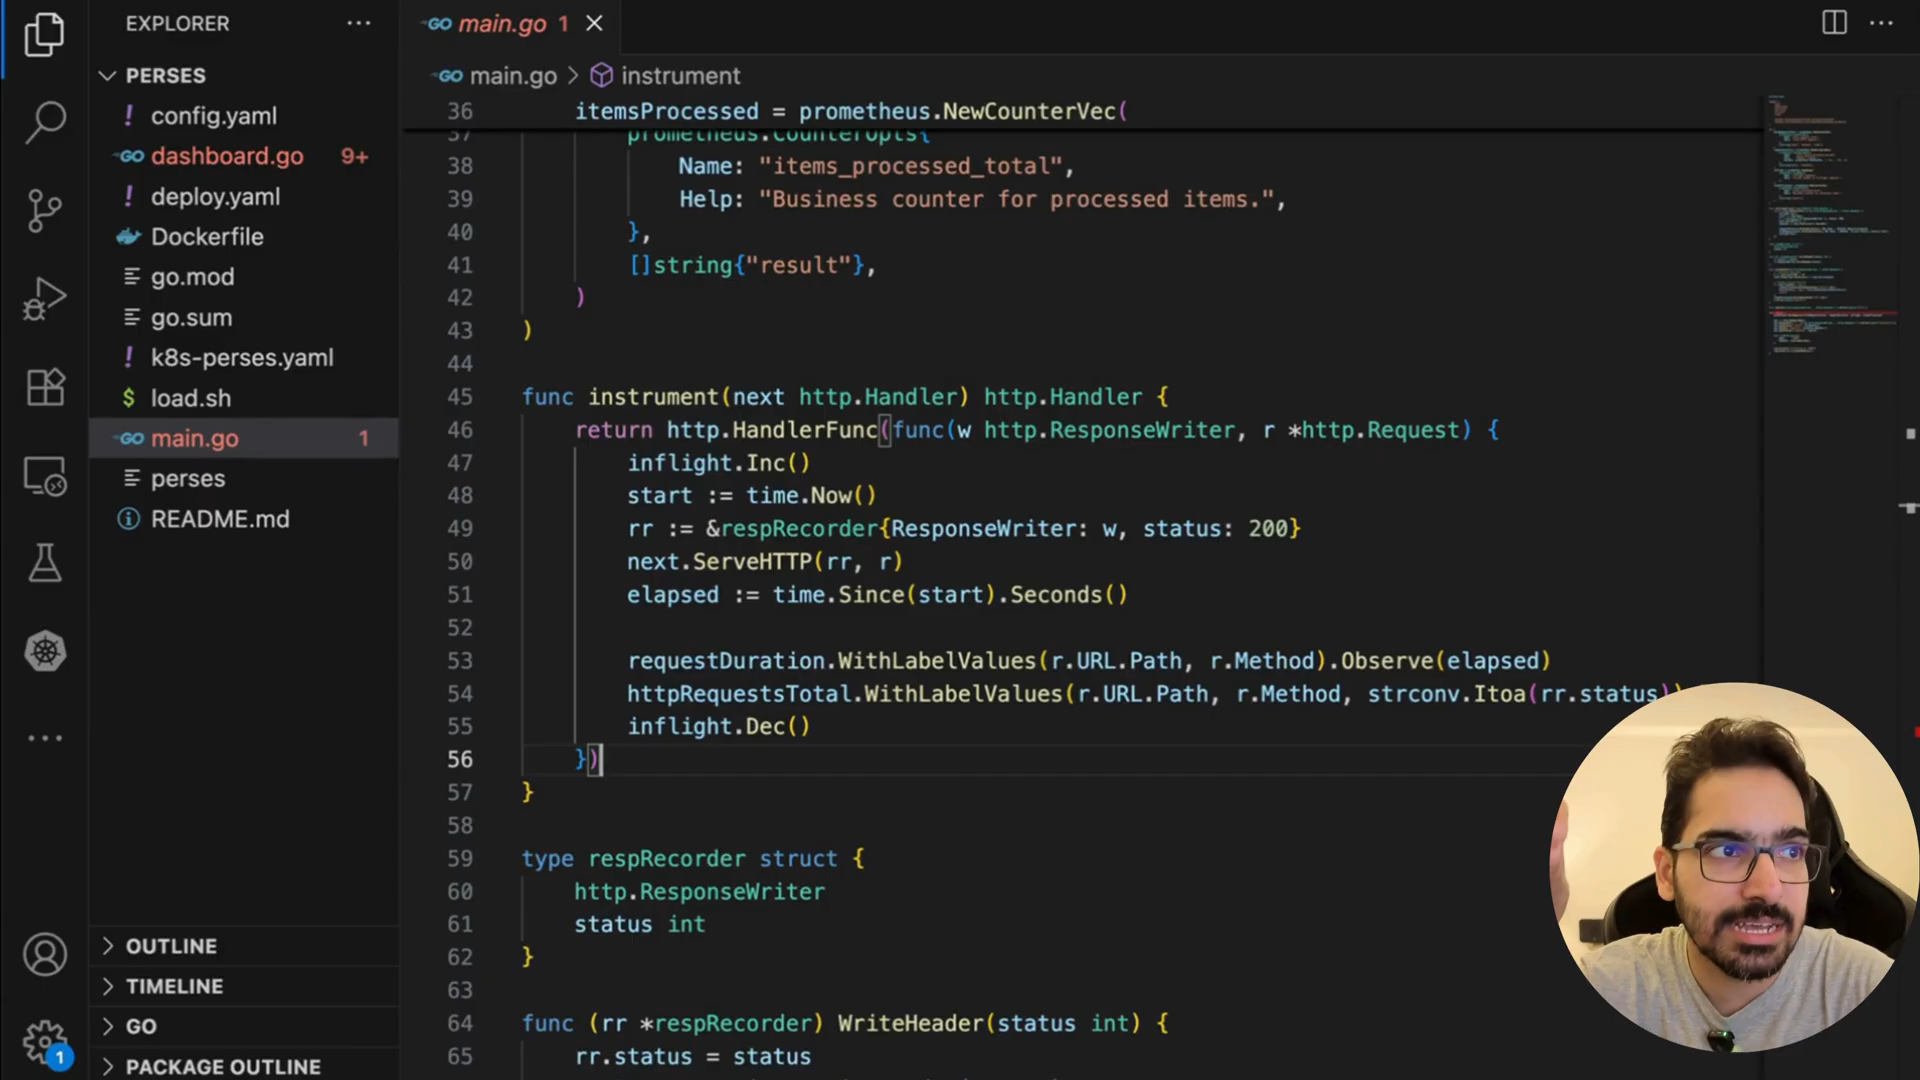 EXPLORER
PERSES
config.yaml
dashboard.go 9+
deploy.yaml
Dockerfile
go.mod
go.sum
k8s-perses.yaml
load.sh
main.go 1
perses
README.md
OUTLINE
TIMELINE
GO
PACKAGE OUTLINE
1
main.go 1
main.go > instrument
36 itemsProcessed = prometheus.NewCounterVec(
37 prometheus.CounterOpts{
38 Name: "items_processed_total",
39 Help: "Business counter for processed items.",
40 },
41 []string{"result"},
42 )
43 )
44
45 func instrument(next http.Handler) http.Handler {
46 return http.HandlerFunc(func(w http.ResponseWriter, r *http.Request) {
47 inflight.Inc()
48 start := time.Now()
49 rr := &respRecorder{ResponseWriter: w, status: 200}
50 next.ServeHTTP(rr, r)
51 elapsed := time.Since(start).Seconds()
52
53 requestDuration.WithLabelValues(r.URL.Path, r.Method).Observe(elapsed)
54 httpRequestsTotal.WithLabelValues(r.URL.Path, r.Method, strconv.Itoa(rr.status))
55 inflight.Dec()
56 })
57 }
58
59 type respRecorder struct {
60 http.ResponseWriter
61 status int
62 }
63
64 func (rr *respRecorder) WriteHeader(status int) {
65 rr.status = status